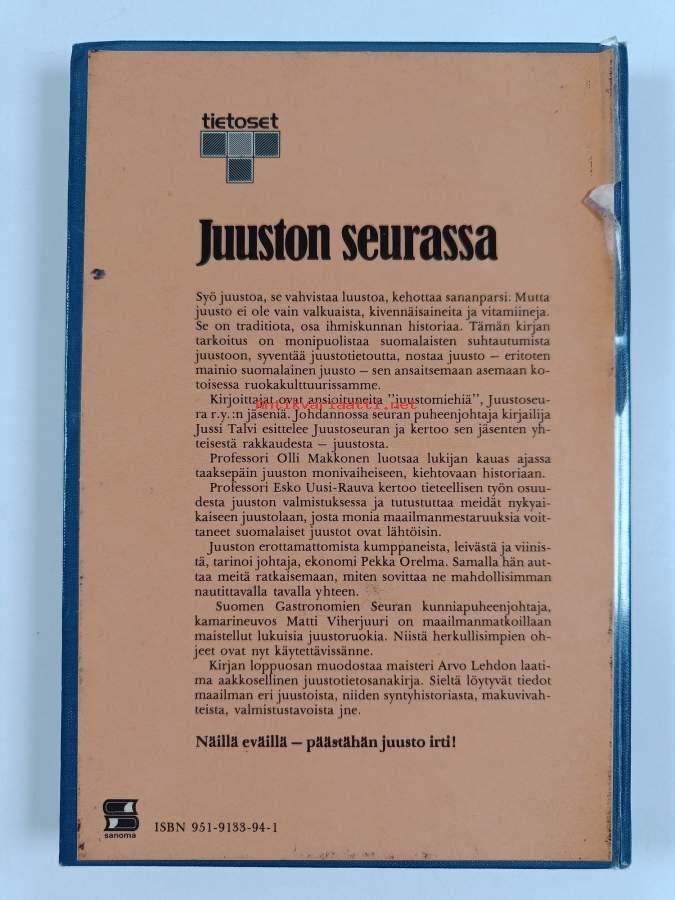 tietoset
Juuston seurassa
Syö juustoa, se vahvistaa luustoa, kehottaa sananparsi. Mutta
juusto ei ole vain valkuaista, kivennäisaineita ja vitamiineja.
Se on traditiota, osa ihmiskunnan historiaa. Tämän kirjan
tarkoitus on monipuolistaa suomalaisten suhtautumista
juustoon, syventää juustotietoutta, nostaa juusto — eritoten
mainio suomalainen juusto — sen ansaitsemaan asemaan ko-
toisessa ruokakulttuurissamme.
Kirjoittajat ovat ansioituneita "juustomiehiä", Juustoseu-
ra r.y.:n jäseniä. Johdannossa seuran puheenjohtaja kirjailija
antikvariaatti.net
Jussi Talvi esittelee Juustoseuran ja kertoo sen jäsenten yh-
teisestä rakkaudesta — juustosta.
Professori Olli Makkonen luotsaa lukijan kauas ajassa
taaksepäin juuston monivaiheiseen, kiehtovaan historiaan.
Professori Esko Uusi-Rauva kertoo tieteellisen työn osuu-
desta juuston valmistuksessa ja tutustuttaa meidät nykyai-
kaiseen juustolaan, josta monia maailmanmestaruuksia voit-
taneet suomalaiset juustot ovat lähtöisin.
Juuston erottamattomista kumppaneista, leivästä ja viinis-
tä, tarinoi johtaja, ekonomi Pekka Orelma. Samalla hän aut-
taa meitä ratkaisemaan, miten sovittaa ne mahdollisimman
nautittavalla tavalla yhteen.
Suomen Gastronomien Seuran kunniapuheenjohtaja,
kamarineuvos Matti Viherjuuri on maailmanmatkoillaan
maistellut lukuisia juustoruokia. Niistä herkullisimpien oh-
jeet ovat nyt käytettävissänne.
Kirjan loppuosan muodostaa maisteri Arvo Lehdon laati-
ma aakkosellinen juustotietosanakirja. Sieltä löytyvät tiedot
maailman eri juustoista, niiden syntyhistoriasta, makuvivah-
teista, valmistustavoista jne.
Näillä eväillä — päästähän juusto irti!
sanoma
ISBN 951-9133-94-1